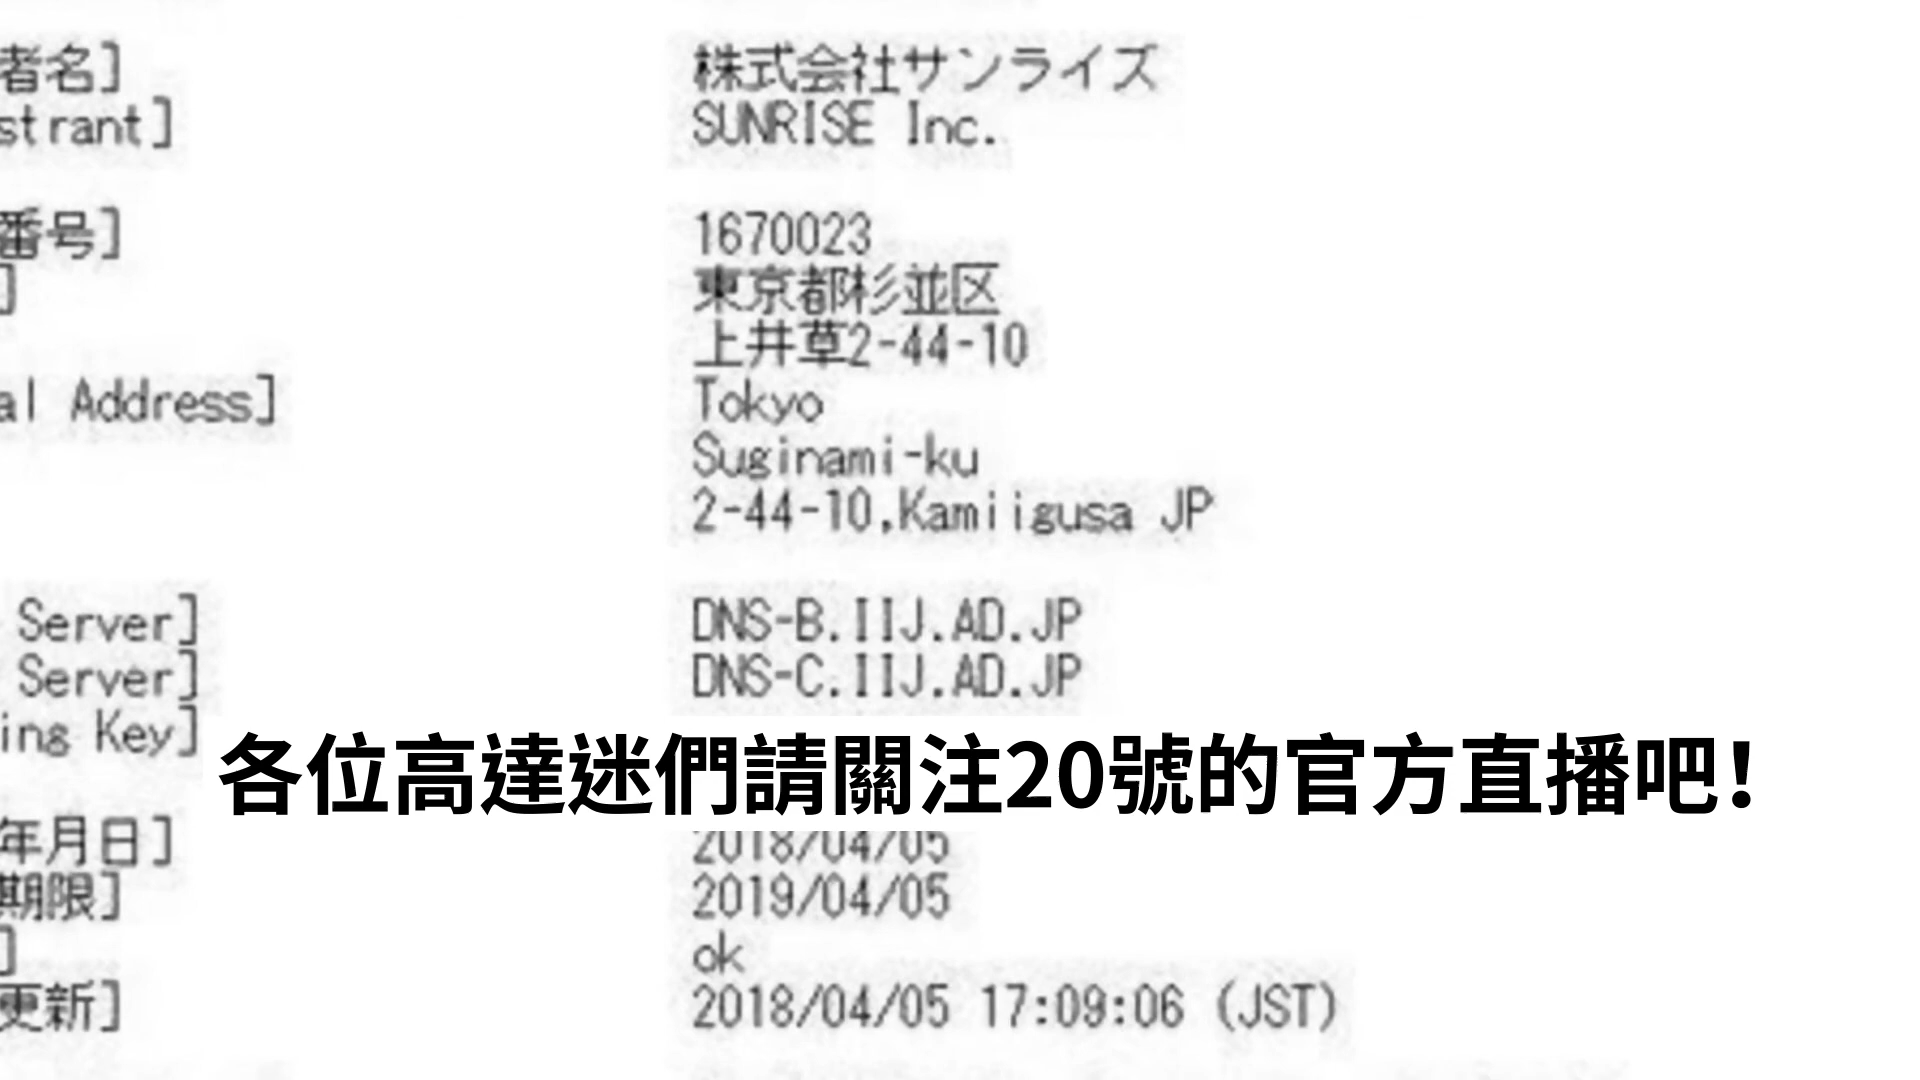 者名] 株式会社サンライズ
strant] SUNRISE Inc.
番号] 1670023
] 東京都杉並区
上井草2-44-10
al Address] Tokyo
Suginami-ku
2-44-10,Kamiigusa JP
Server] DNS-B.IIJ.AD.JP
Server] DNS-C.IIJ.AD.JP
ing Key]
各位高達迷們請關注20號的官方直播吧！
年月日] 2018/04/05
期限] 2019/04/05
] ok
更新] 2018/04/05 17:09:06 (JST)